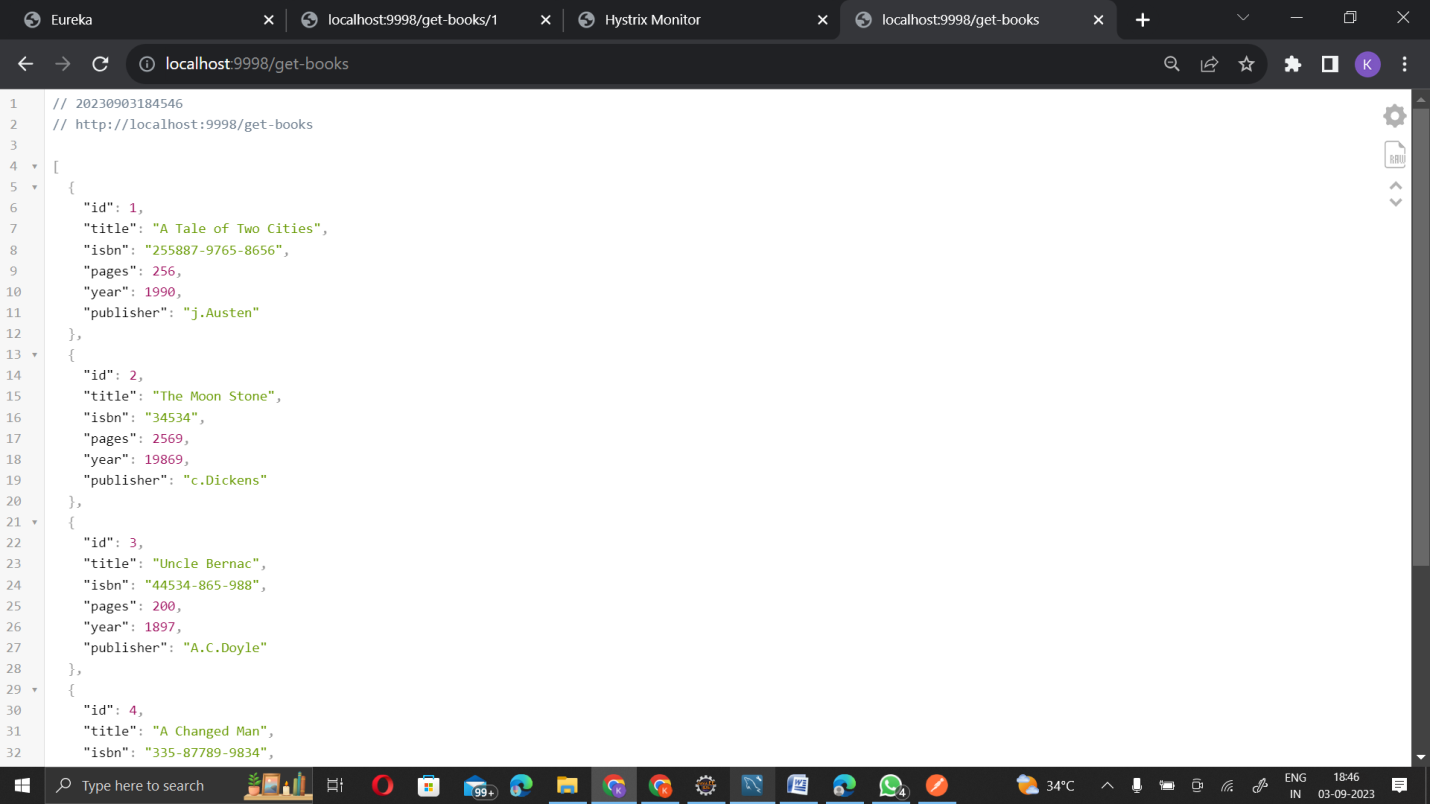 Eureka
localhost:9998/get-books/1
Hystrix Monitor
localhost:9998/get-books
localhost:9998/get-books
K
1 // 20230903184546
2 // http://localhost:9998/get-books
3
4 [
5 {
6 "id": 1,
7 "title": "A Tale of Two Cities",
8 "isbn": "255887-9765-8656",
9 "pages": 256,
10 "year": 1990,
11 "publisher": "j.Austen"
12 },
13 {
14 "id": 2,
15 "title": "The Moon Stone",
16 "isbn": "34534",
17 "pages": 2569,
18 "year": 19869,
19 "publisher": "c.Dickens"
20 },
21 {
22 "id": 3,
23 "title": "Uncle Bernac",
24 "isbn": "44534-865-988",
25 "pages": 200,
26 "year": 1897,
27 "publisher": "A.C.Doyle"
28 },
29 {
30 "id": 4,
31 "title": "A Changed Man",
32 "isbn": "335-87789-9834",
RAW
Type here to search
99+
K
K
4
34°C
ENG
IN
18:46
03-09-2023